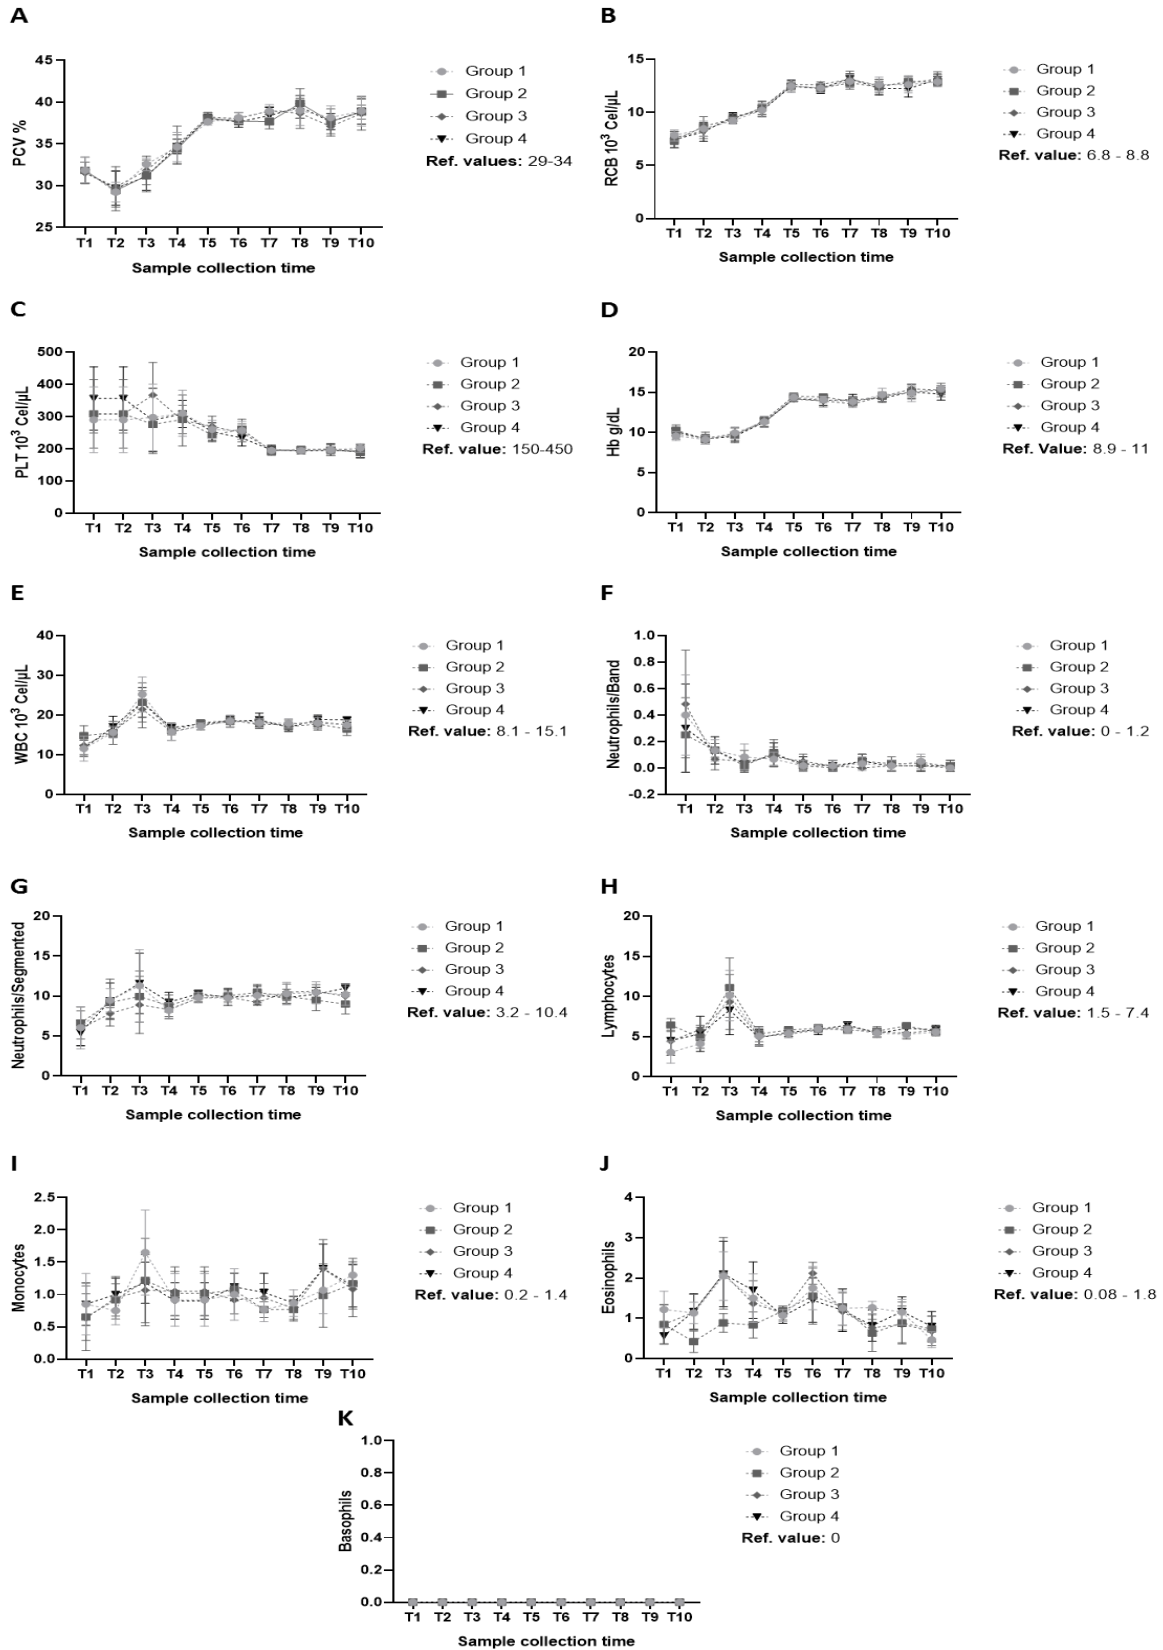 A
45
40
35
30
25
PCV %
T1 T2 T3 T4 T5 T6 T7 T8 T9 T10
Sample collection time
Group 1
Group 2
Group 3
Group 4
Ref. values: 29-34
B
15
10
5
0
RCB 10³ Cel/µL
T1 T2 T3 T4 T5 T6 T7 T8 T9 T10
Sample collection time
Group 1
Group 2
Group 3
Group 4
Ref. value: 6.8 - 8.8
C
500
400
300
200
100
0
PLT 10³ Cel/µL
T1 T2 T3 T4 T5 T6 T7 T8 T9 T10
Sample collection time
Group 1
Group 2
Group 3
Group 4
Ref. value: 150-450
D
20
15
10
5
0
Hb g/dL
T1 T2 T3 T4 T5 T6 T7 T8 T9 T10
Sample collection time
Group 1
Group 2
Group 3
Group 4
Ref. Value: 8.9 - 11
E
40
30
20
10
0
WBC 10³ Cel/µL
T1 T2 T3 T4 T5 T6 T7 T8 T9 T10
Sample collection time
Group 1
Group 2
Group 3
Group 4
Ref. value: 8.1 - 15.1
F
1.0
0.8
0.6
0.4
0.2
0.0
-0.2
Neutrophils/Band
T1 T2 T3 T4 T5 T6 T7 T8 T9 T10
Sample collection time
Group 1
Group 2
Group 3
Group 4
Ref. value: 0 - 1.2
G
20
15
10
5
0
Neutrophils/Segmented
T1 T2 T3 T4 T5 T6 T7 T8 T9 T10
Sample collection time
Group 1
Group 2
Group 3
Group 4
Ref. value: 3.2 - 10.4
H
20
15
10
5
0
Lymphocytes
T1 T2 T3 T4 T5 T6 T7 T8 T9 T10
Sample collection time
Group 1
Group 2
Group 3
Group 4
Ref. value: 1.5 - 7.4
I
2.5
2.0
1.5
1.0
0.5
0.0
Monocytes
T1 T2 T3 T4 T5 T6 T7 T8 T9 T10
Sample collection time
Group 1
Group 2
Group 3
Group 4
Ref. value: 0.2 - 1.4
J
4
3
2
1
0
Eosinophils
T1 T2 T3 T4 T5 T6 T7 T8 T9 T10
Sample collection time
Group 1
Group 2
Group 3
Group 4
Ref. value: 0.08 - 1.8
K
1.0
0.8
0.6
0.4
0.2
0.0
Basophils
T1 T2 T3 T4 T5 T6 T7 T8 T9 T10
Sample collection time
Group 1
Group 2
Group 3
Group 4
Ref. value: 0